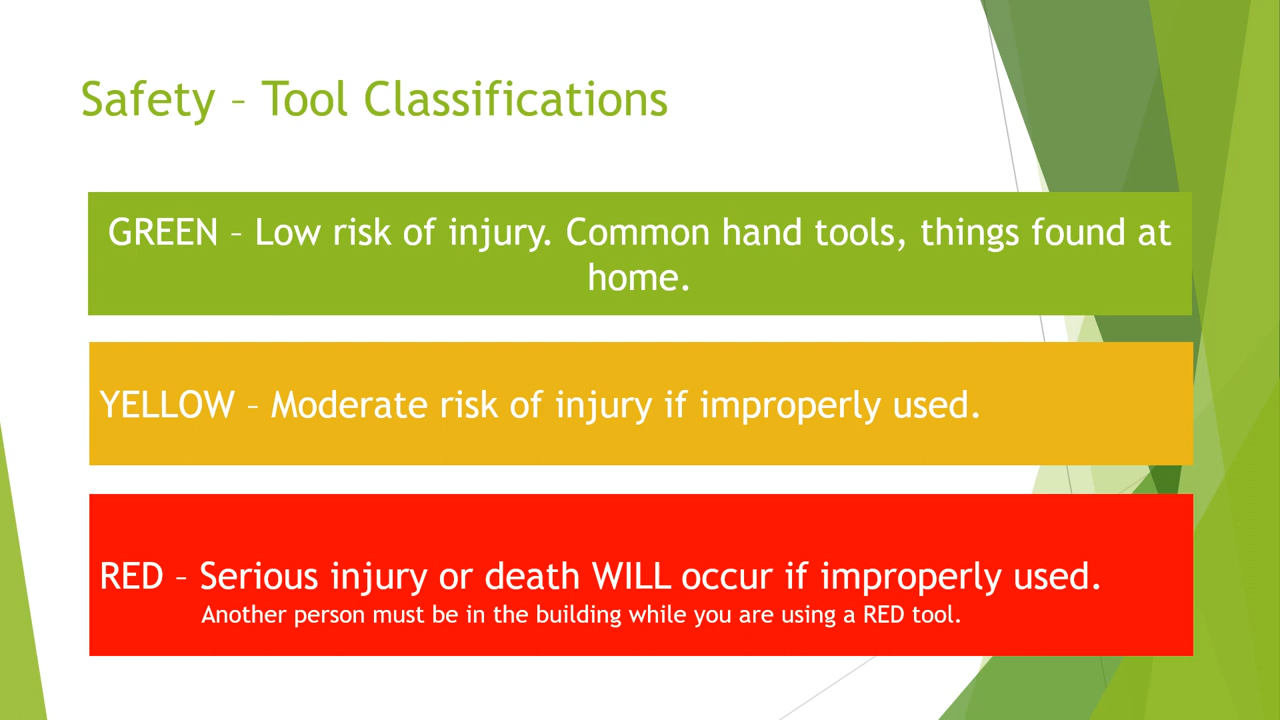 Safety – Tool Classifications
GREEN – Low risk of injury. Common hand tools, things found at
home.
YELLOW – Moderate risk of injury if improperly used.
RED – Serious injury or death WILL occur if improperly used.
Another person must be in the building while you are using a RED tool.